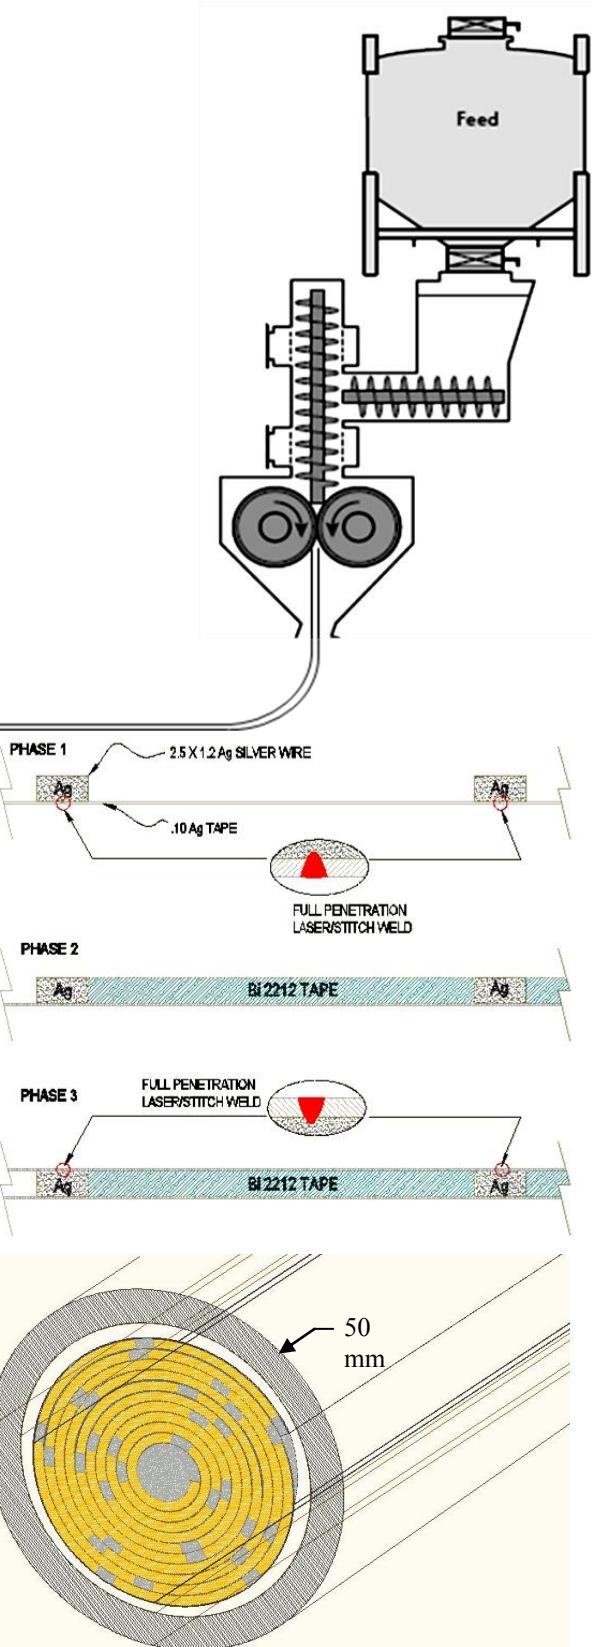 Feed
PHASE 1
2.5 X 1.2 Ag SILVER WIRE
Ag
Ag
.10 Ag TAPE
FULL PENETRATION
LASER/STITCH WELD
PHASE 2
Ag
Bi 2212 TAPE
Ag
PHASE 3
FULL PENETRATION
LASER/STITCH WELD
Ag
Bi 2212 TAPE
Ag
50
mm